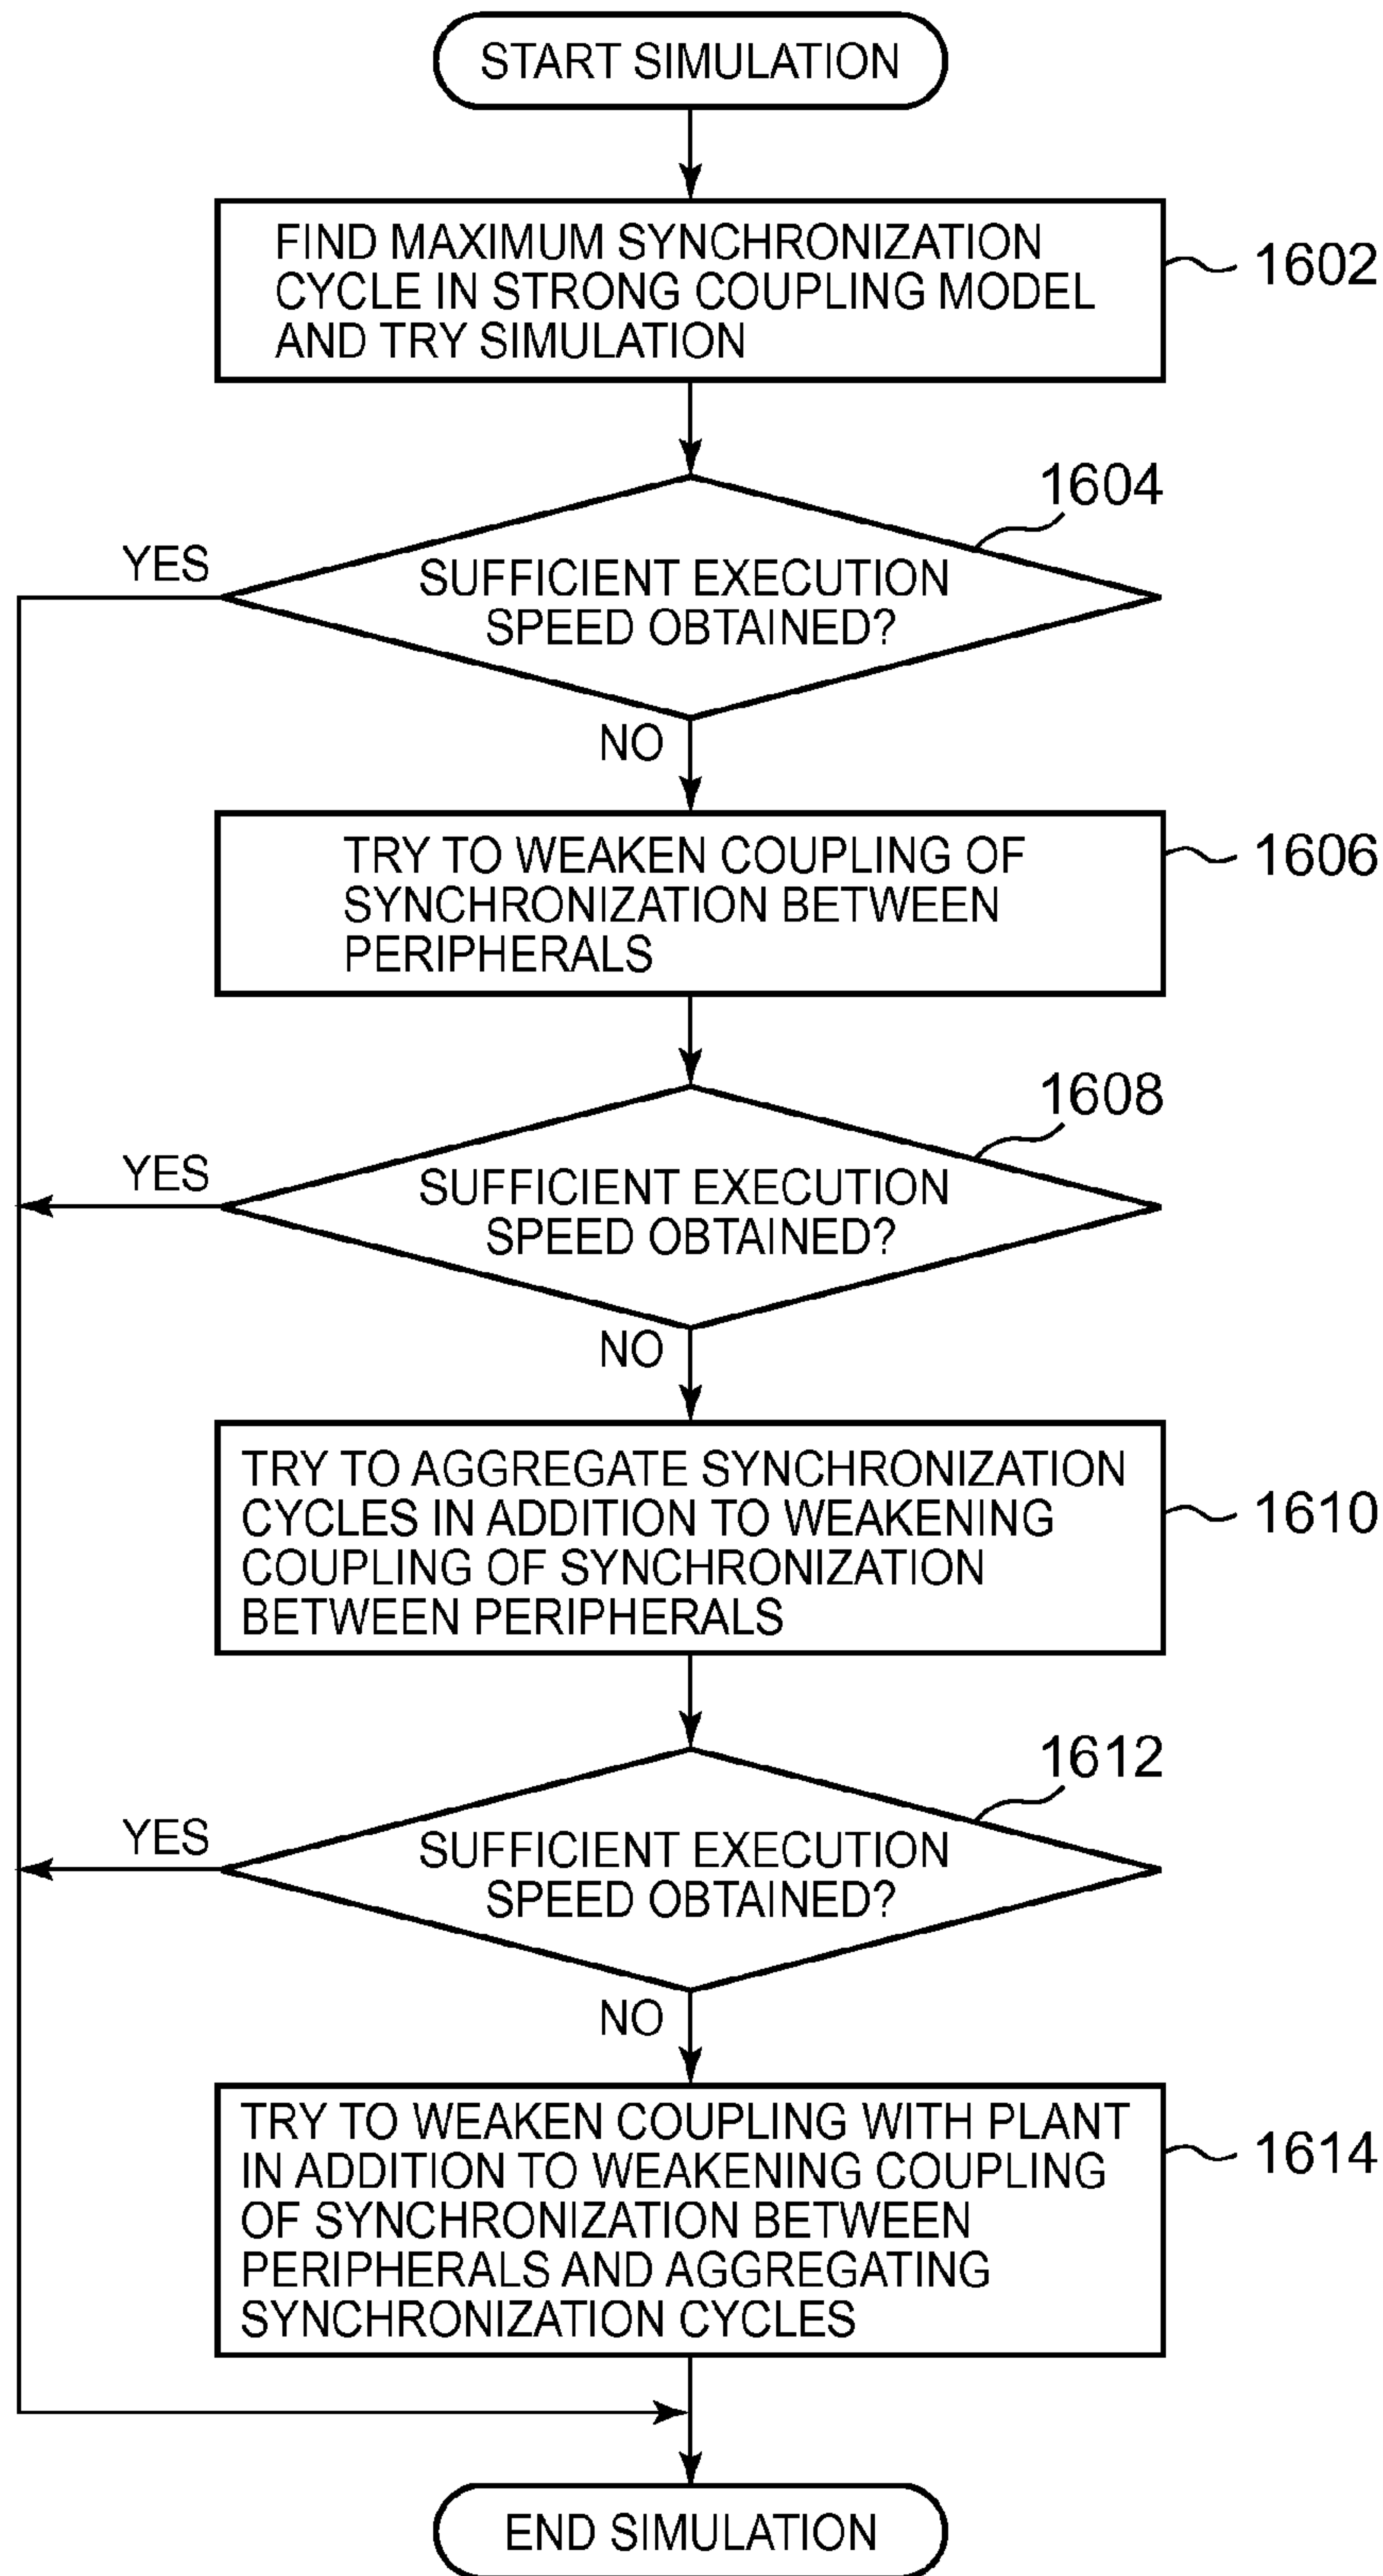 START SIMULATION
FIND MAXIMUM SYNCHRONIZATION
CYCLE IN STRONG COUPLING MODEL
AND TRY SIMULATION
1602
1604
YES
SUFFICIENT EXECUTION
SPEED OBTAINED?
NO
TRY TO WEAKEN COUPLING OF
SYNCHRONIZATION BETWEEN
PERIPHERALS
1606
1608
YES
SUFFICIENT EXECUTION
SPEED OBTAINED?
NO
TRY TO AGGREGATE SYNCHRONIZATION
CYCLES IN ADDITION TO WEAKENING
COUPLING OF SYNCHRONIZATION
BETWEEN PERIPHERALS
1610
1612
YES
SUFFICIENT EXECUTION
SPEED OBTAINED?
NO
TRY TO WEAKEN COUPLING WITH PLANT
IN ADDITION TO WEAKENING COUPLING
OF SYNCHRONIZATION BETWEEN
PERIPHERALS AND AGGREGATING
SYNCHRONIZATION CYCLES
1614
END SIMULATION